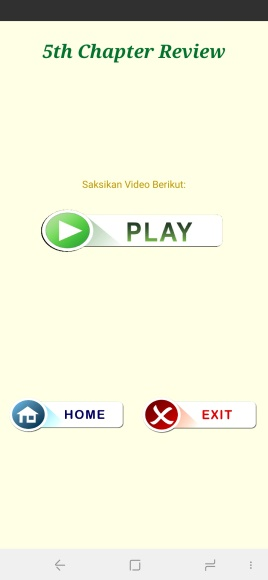 5th Chapter Review
Saksikan Video Berikut:
PLAY
HOME
EXIT